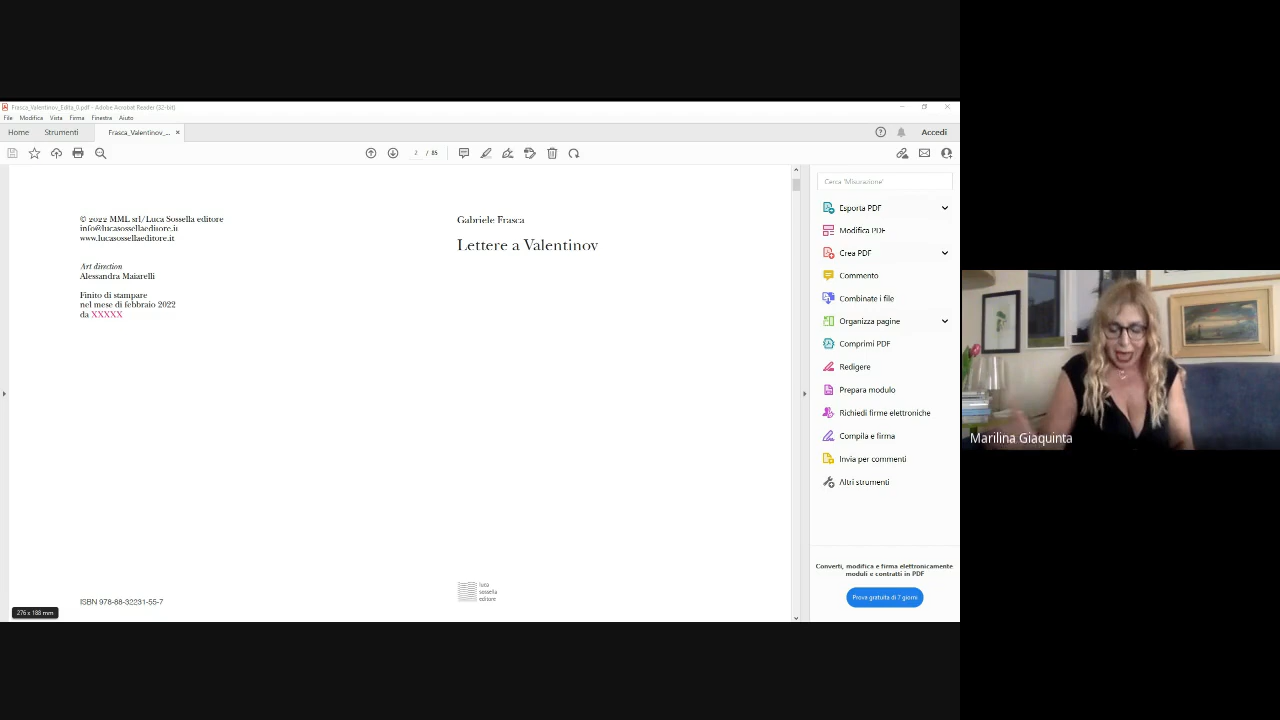 Frasca_Valentinov_Edita_0.pdf - Adobe Acrobat Reader (32-bit)
File Modifica Vista Firma Finestra Aiuto
Home Strumenti Frasca_Valentinov_... × Accedi
2 / 85
© 2022 MML srl/Luca Sossella editore
info@lucasossellaeditore.it
www.lucasossellaeditore.it
Art direction
Alessandra Maiarelli
Finito di stampare
nel mese di febbraio 2022
da XXXXX
ISBN 978-88-32231-55-7
276 x 188 mm
Gabriele Frasca
Lettere a Valentinov
luca
sossella
editore
Cerca 'Misurazione'
Esporta PDF
Modifica PDF
Crea PDF
Commento
Combinate i file
Organizza pagine
Comprimi PDF
Redigere
Prepara modulo
Richiedi firme elettroniche
Compila e firma
Invia per commenti
Altri strumenti
Converti, modifica e firma elettronicamente
moduli e contratti in PDF
Prova gratuita di 7 giorni
Marilina Giaquinta